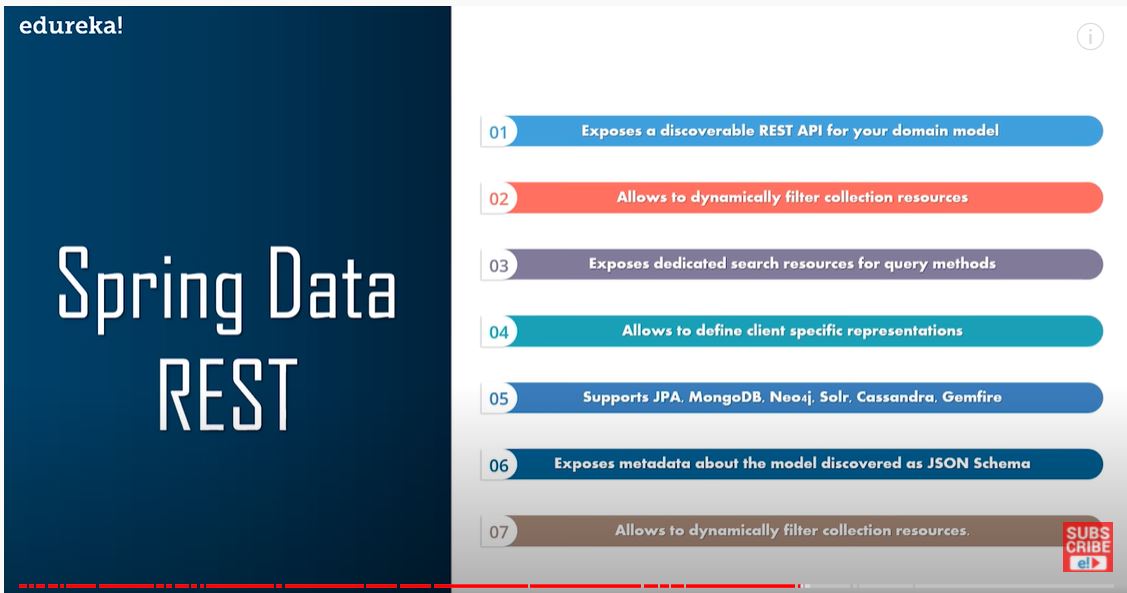 edureka!
i
Spring Data
REST
01 Exposes a discoverable REST API for your domain model
02 Allows to dynamically filter collection resources
03 Exposes dedicated search resources for query methods
04 Allows to define client specific representations
05 Supports JPA, MongoDB, Neo4j, Solr, Cassandra, Gemfire
06 Exposes metadata about the model discovered as JSON Schema
07 Allows to dynamically filter collection resources.
SUBS
CRIBE
e!